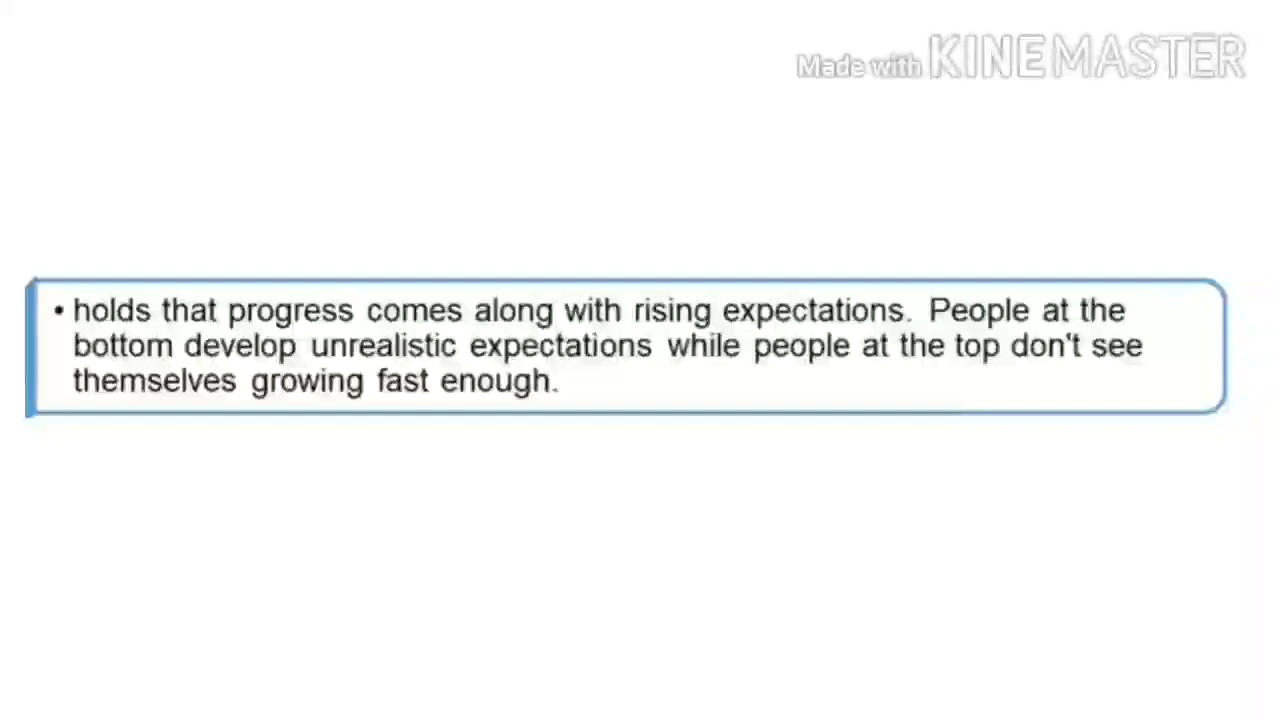 Made with KINEMASTER
• holds that progress comes along with rising expectations. People at the
bottom develop unrealistic expectations while people at the top don't see
themselves growing fast enough.